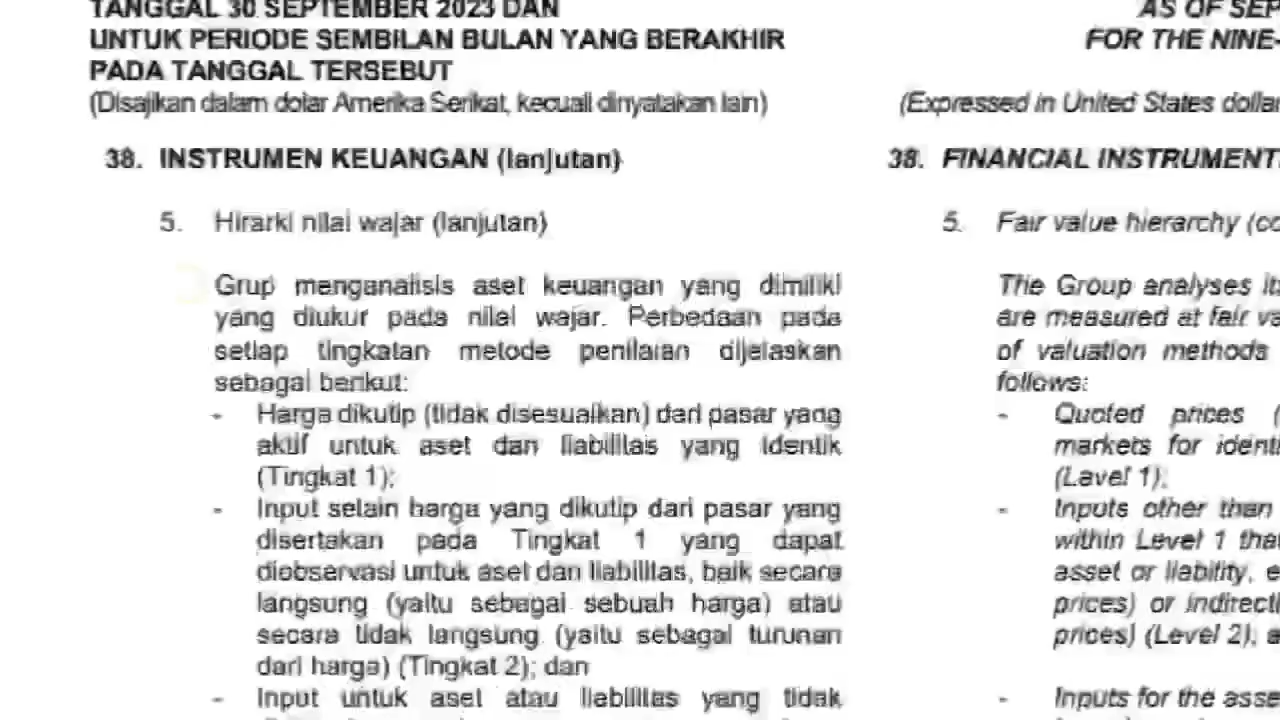 TANGGAL 30 SEPTEMBER 2023 DAN
UNTUK PERIODE SEMBILAN BULAN YANG BERAKHIR
PADA TANGGAL TERSEBUT
(Disajikan dalam dolar Amerika Serikat, kecuali dinyatakan lain)
38. INSTRUMEN KEUANGAN (lanjutan)
5. Hirarki nilai wajar (lanjutan)
Grup menganalisis aset keuangan yang dimiliki
yang diukur pada nilai wajar. Perbedaan pada
setiap tingkatan metode penilaian dijelaskan
sebagai berikut:
- Harga dikutip (tidak disesuaikan) dari pasar yang
aktif untuk aset dan liabilitas yang identik
(Tingkat 1);
- Input selain harga yang dikutip dari pasar yang
disertakan pada Tingkat 1 yang dapat
diobservasi untuk aset dan liabilitas, baik secara
langsung (yaitu sebagai sebuah harga) atau
secara tidak langsung (yaitu sebagai turunan
dari harga) (Tingkat 2); dan
- Input untuk aset atau liabilitas yang tidak
AS OF SEP
FOR THE NINE-
(Expressed in United States dollar
38. FINANCIAL INSTRUMENT
5. Fair value hierarchy (co
The Group analyses it
are measured at fair va
of valuation methods
follows:
- Quoted prices (
markets for identi
(Level 1);
- Inputs other than
within Level 1 tha
asset or liability, e
prices) or indirectl
prices) (Level 2); a
- Inputs for the asse